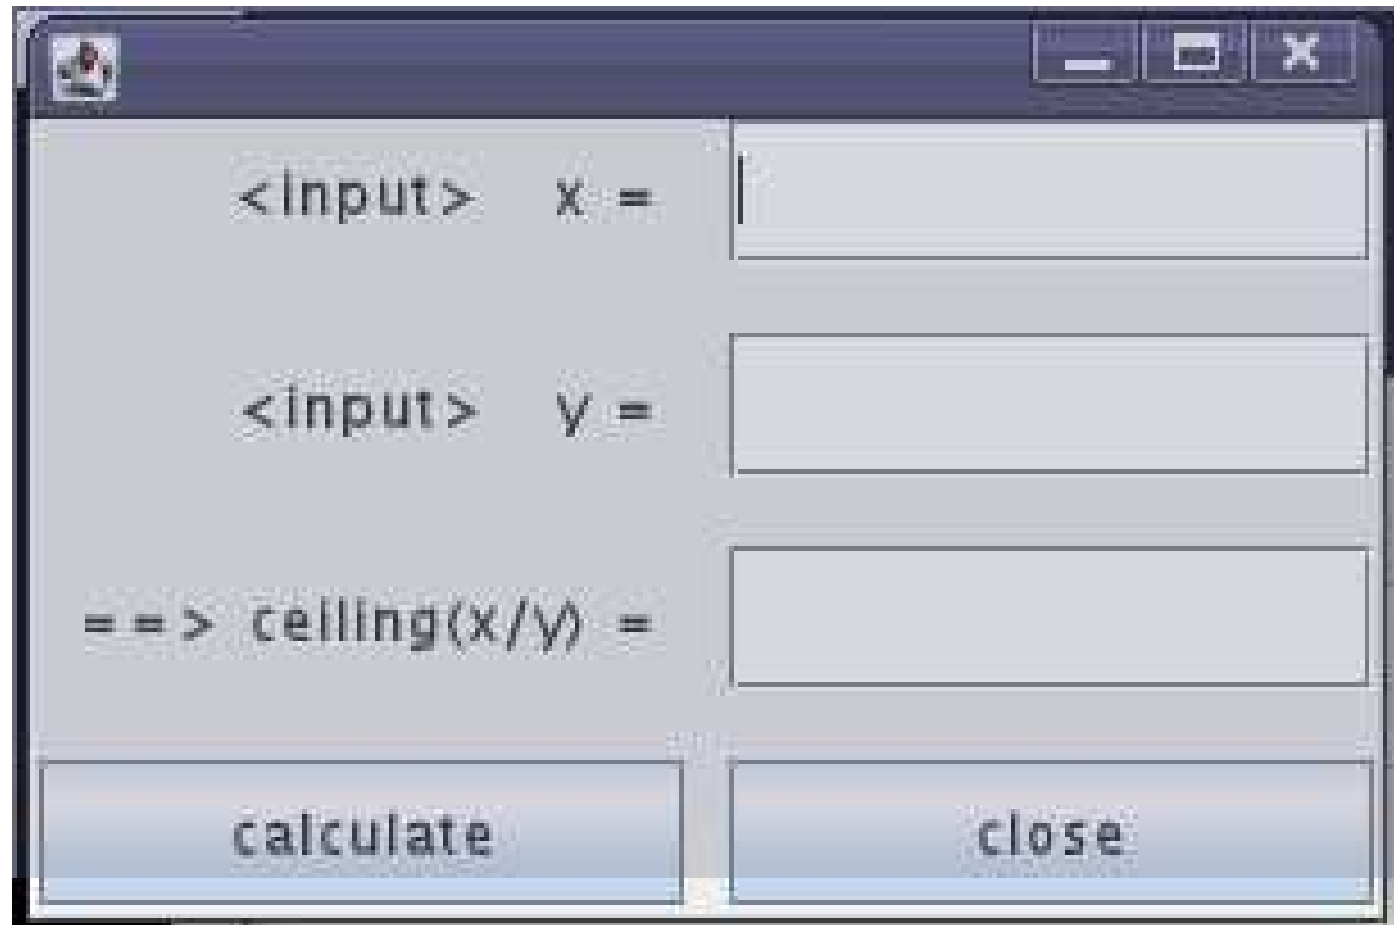 <input> x =
<input> y =
==> ceiling(x/y) =
calculate close